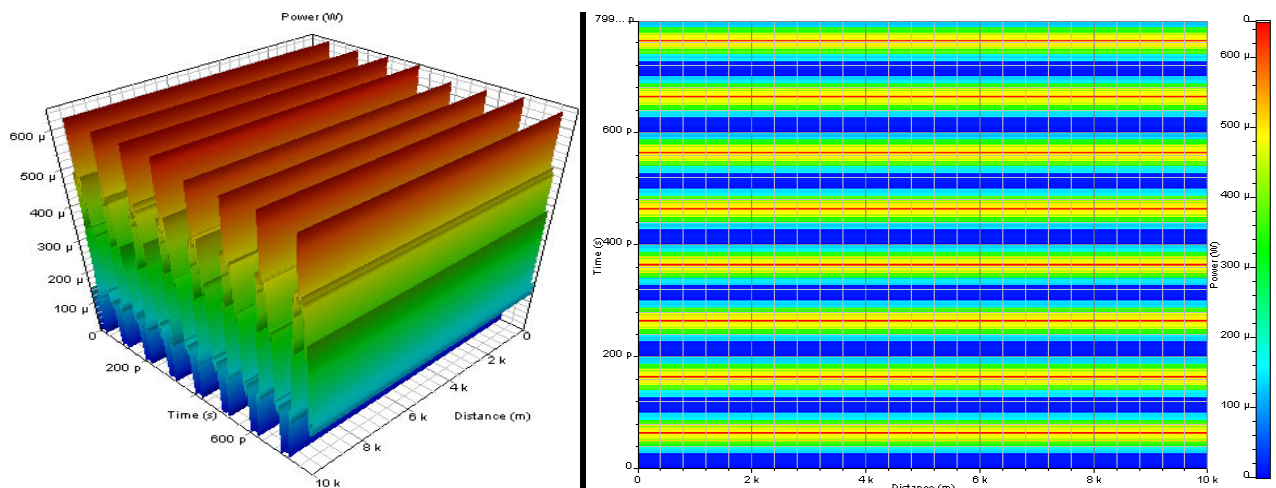 Power (W)
600 µ
500 µ
400 µ
300 µ
200 µ
100 µ
0
200 p
Time (s)
600 p
10 k
8 k
6 k
4 k
2 k
0
Distance (m)
799... p
600 p
400 p
Time (s)
200 p
0
0
2 k
4 k
6 k
8 k
10 k
Distance (m)
0.
600 µ
500 µ
400 µ
300 µ
200 µ
100 µ
0
Power (W)